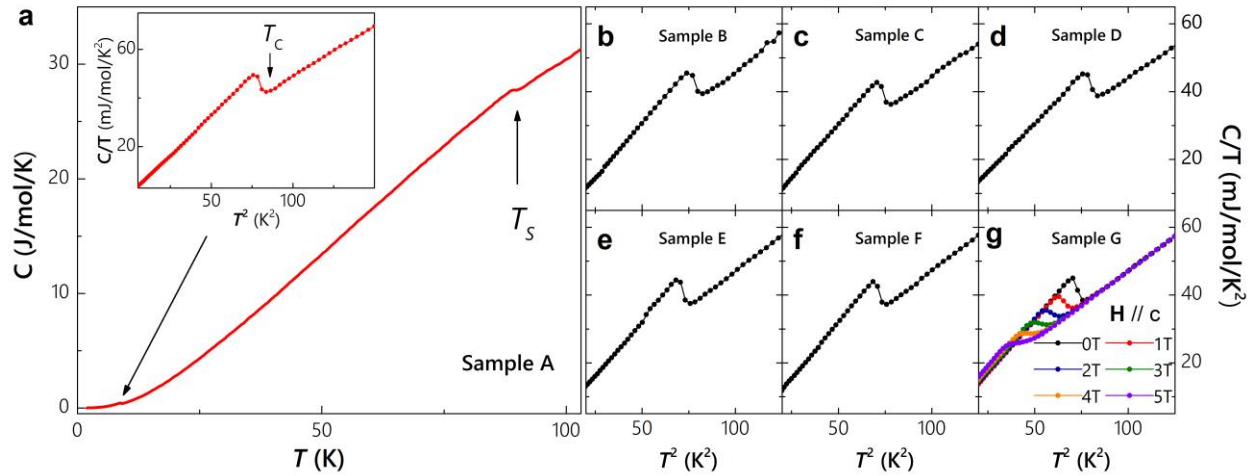 a
C (J/mol/K)
30
20
10
0
0
50
100
T (K)
C/T (mJ/mol/K²)
60
40
20
50
100
T² (K²)
T_C
T_S
Sample A
b
Sample B
c
Sample C
d
Sample D
60
40
20
e
Sample E
f
Sample F
g
Sample G
H // c
0T 1T
2T 3T
4T 5T
60
40
20
C/T (mJ/mol/K²)
50 100
50 100
50 100
T² (K²)
T² (K²)
T² (K²)